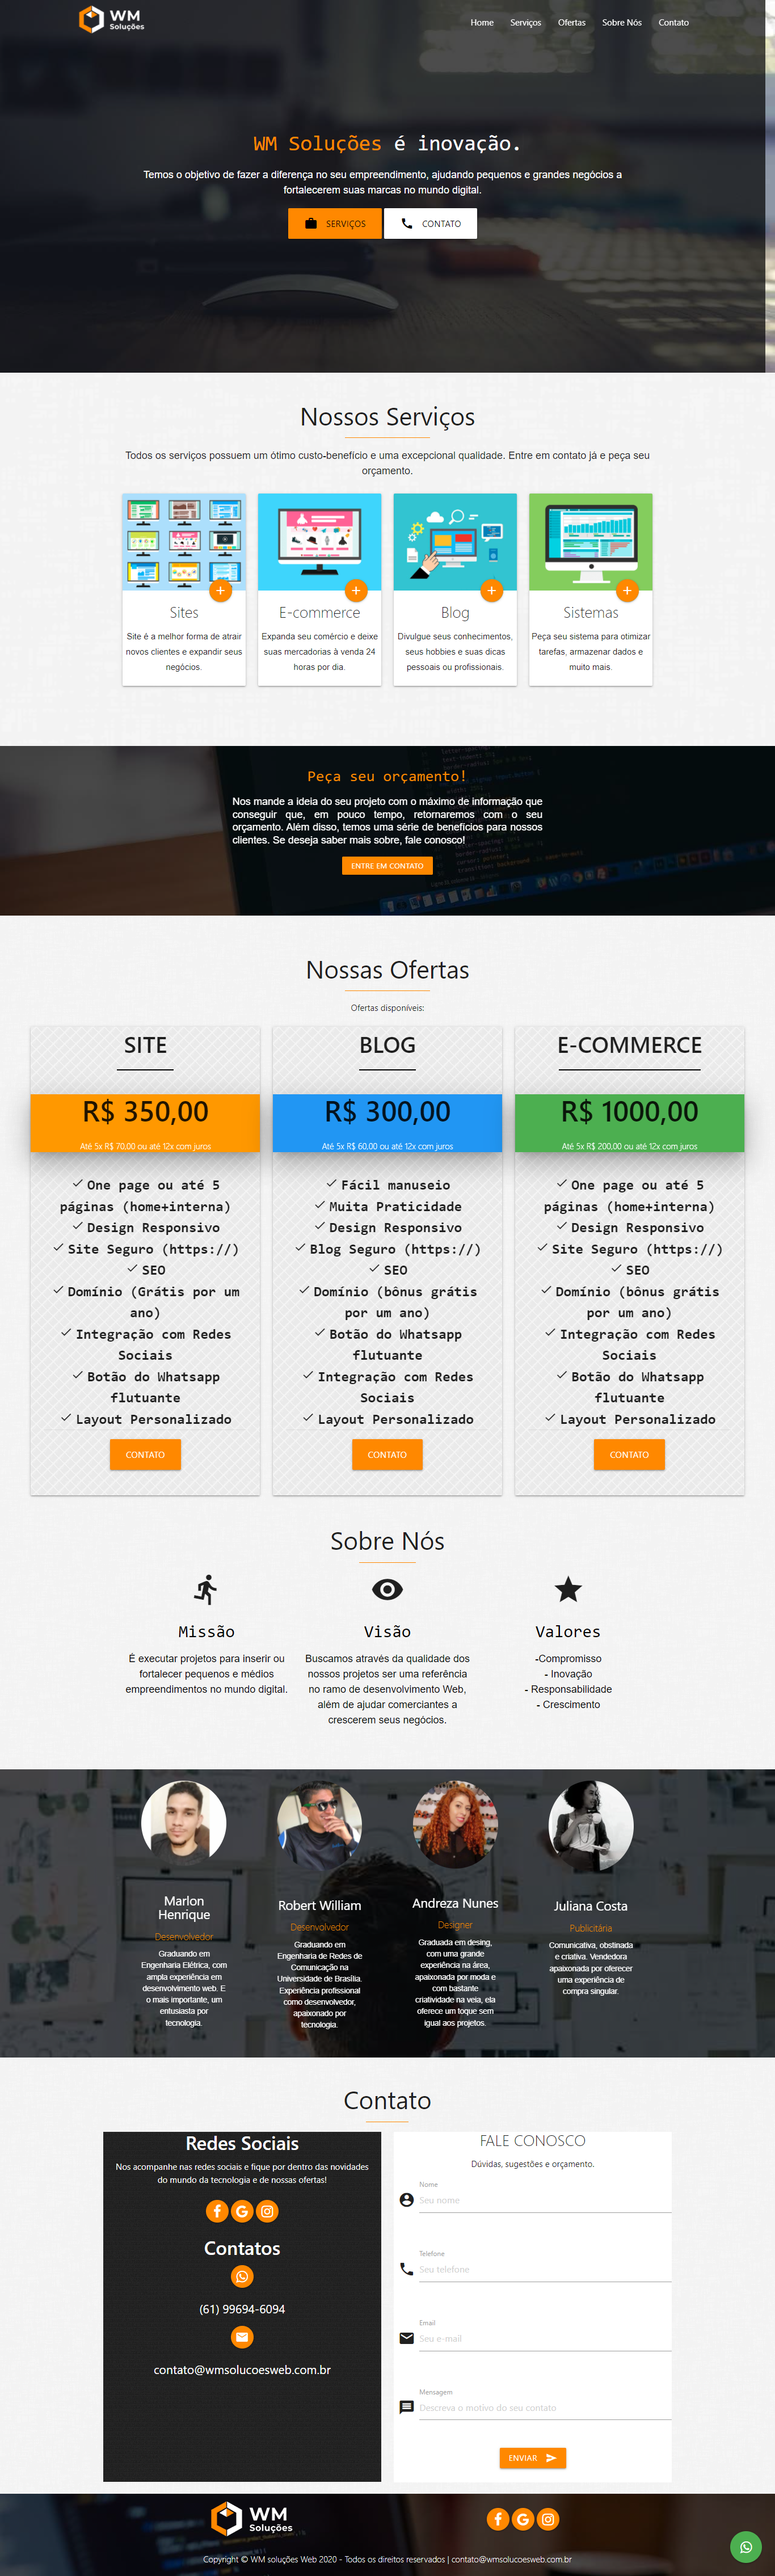 WM
Soluções
Home Serviços Ofertas Sobre Nós Contato
WM Soluções é inovação.
Temos o objetivo de fazer a diferença no seu empreendimento, ajudando pequenos e grandes negócios a
fortalecerem suas marcas no mundo digital.
SERVIÇOS CONTATO
Nossos Serviços
Todos os serviços possuem um ótimo custo-benefício e uma excepcional qualidade. Entre em contato já e peça seu
orçamento.
Sites
Site é a melhor forma de atrair
novos clientes e expandir seus
negócios.
E-commerce
Expanda seu comércio e deixe
suas mercadorias à venda 24
horas por dia.
Blog
Divulgue seus conhecimentos,
seus hobbies e suas dicas
pessoais ou profissionais.
Sistemas
Peça seu sistema para otimizar
tarefas, armazenar dados e
muito mais.
Peça seu orçamento!
Nos mande a ideia do seu projeto com o máximo de informação que
conseguir que, em pouco tempo, retornaremos com o seu
orçamento. Além disso, temos uma série de benefícios para nossos
clientes. Se deseja saber mais sobre, fale conosco!
ENTRE EM CONTATO
Nossas Ofertas
Ofertas disponíveis:
SITE
R$ 350,00
Até 5x R$ 70,00 ou até 12x com juros
One page ou até 5
páginas (home+interna)
Design Responsivo
Site Seguro (https://)
SEO
Domínio (Grátis por um
ano)
Integração com Redes
Sociais
Botão do Whatsapp
flutuante
Layout Personalizado
CONTATO
BLOG
R$ 300,00
Até 5x R$ 60,00 ou até 12x com juros
Fácil manuseio
Muita Praticidade
Design Responsivo
Blog Seguro (https://)
SEO
Domínio (bônus grátis
por um ano)
Botão do Whatsapp
flutuante
Integração com Redes
Sociais
Layout Personalizado
CONTATO
E-COMMERCE
R$ 1000,00
Até 5x R$ 200,00 ou até 12x com juros
One page ou até 5
páginas (home+interna)
Design Responsivo
Site Seguro (https://)
SEO
Domínio (bônus grátis
por um ano)
Integração com Redes
Sociais
Botão do Whatsapp
flutuante
Layout Personalizado
CONTATO
Sobre Nós
Missão
É executar projetos para inserir ou
fortalecer pequenos e médios
empreendimentos no mundo digital.
Visão
Buscamos através da qualidade dos
nossos projetos ser uma referência
no ramo de desenvolvimento Web,
além de ajudar comerciantes a
crescerem seus negócios.
Valores
-Compromisso
- Inovação
- Responsabilidade
- Crescimento
Marlon
Henrique
Desenvolvedor
Graduando em
Engenharia Elétrica, com
ampla experiência em
desenvolvimento web. E
o mais importante, um
entusiasta por
tecnologia.
Robert William
Desenvolvedor
Graduando em
Engenharia de Redes de
Comunicação na
Universidade de Brasília.
Experiência profissional
como desenvolvedor,
apaixonado por
tecnologia.
Andreza Nunes
Designer
Graduada em desing,
com uma grande
experiência na área,
apaixonada por moda e
com bastante
criatividade na veia, ela
oferece um toque sem
igual aos projetos.
Juliana Costa
Publicitária
Comunicativa, obstinada
e criativa. Vendedora
apaixonada por oferecer
uma experiência de
compra singular.
Contato
Redes Sociais
Nos acompanhe nas redes sociais e fique por dentro das novidades
do mundo da tecnologia e de nossas ofertas!
Contatos
(61) 99694-6094
contato@wmsolucoesweb.com.br
FALE CONOSCO
Dúvidas, sugestões e orçamento.
Nome
Seu nome
Telefone
Seu telefone
Email
Seu e-mail
Mensagem
Descreva o motivo do seu contato
ENVIAR
WM
Soluções
Copyright © WM soluções Web 2020 - Todos os direitos reservados | contato@wmsolucoesweb.com.br